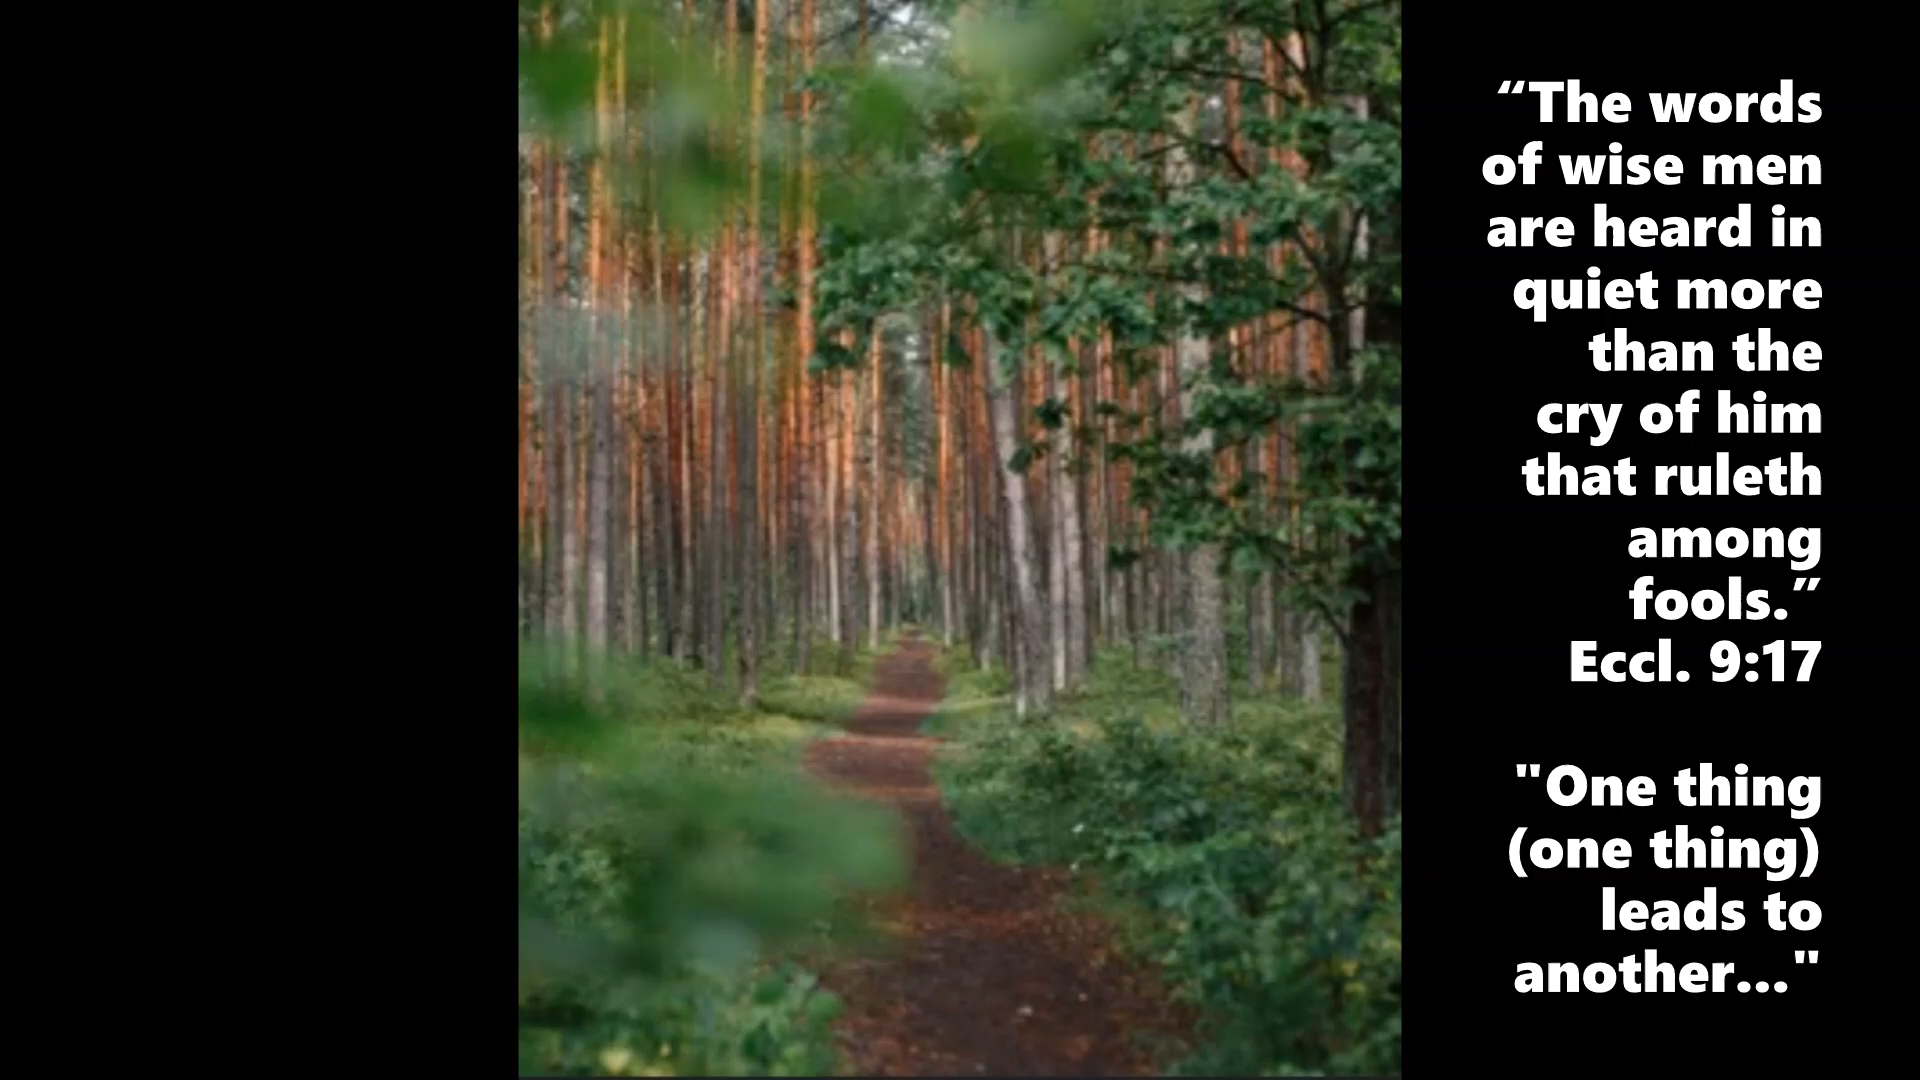 “The words
of wise men
are heard in
quiet more
than the
cry of him
that ruleth
among
fools.”
Eccl. 9:17
"One thing
(one thing)
leads to
another..."